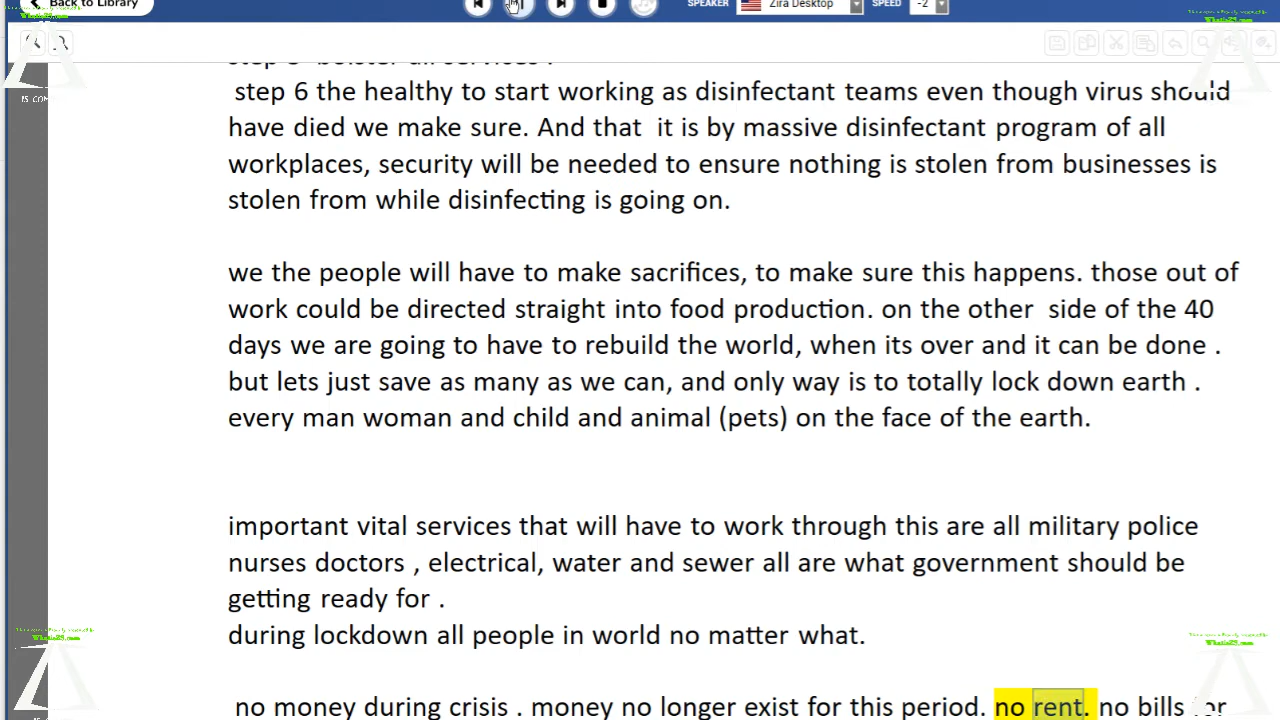 Back to Library
SPEAKER Zira Desktop SPEED -2
step 6 the healthy to start working as disinfectant teams even though virus should
have died we make sure. And that it is by massive disinfectant program of all
workplaces, security will be needed to ensure nothing is stolen from businesses is
stolen from while disinfecting is going on.
we the people will have to make sacrifices, to make sure this happens. those out of
work could be directed straight into food production. on the other side of the 40
days we are going to have to rebuild the world, when its over and it can be done .
but lets just save as many as we can, and only way is to totally lock down earth .
every man woman and child and animal (pets) on the face of the earth.
important vital services that will have to work through this are all military police
nurses doctors , electrical, water and sewer all are what government should be
getting ready for .
during lockdown all people in world no matter what.
no money during crisis . money no longer exist for this period. no rent. no bills for